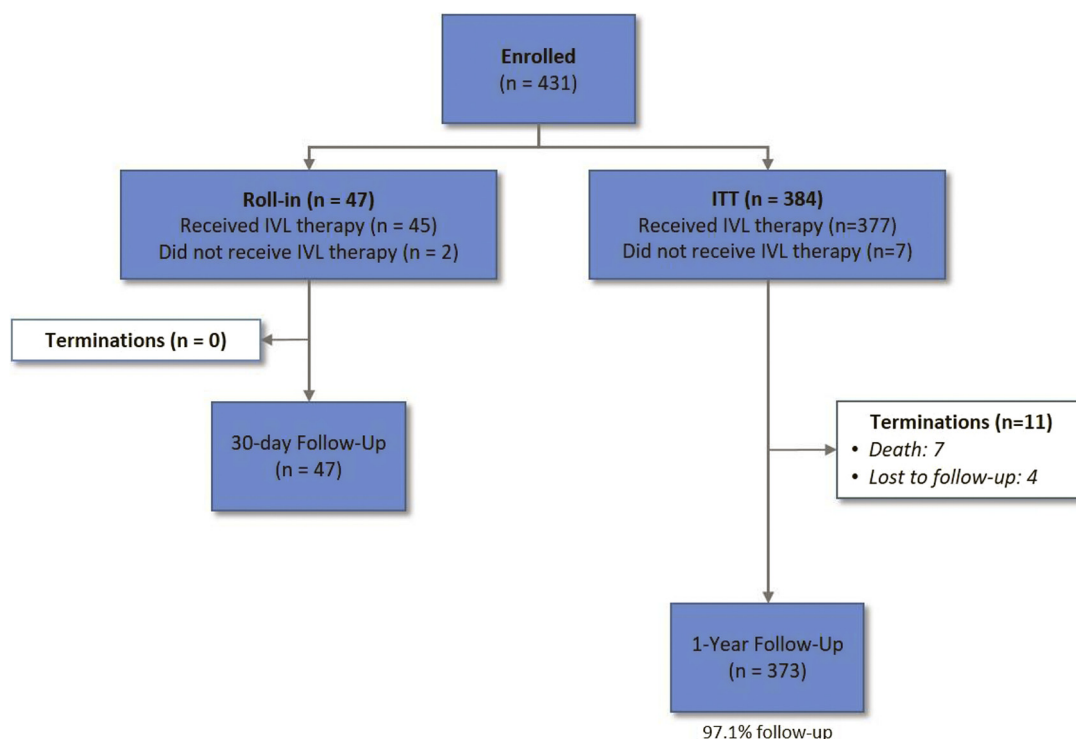 Enrolled
(n = 431)
Roll-in (n = 47)
Received IVL therapy (n = 45)
Did not receive IVL therapy (n = 2)
ITT (n = 384)
Received IVL therapy (n=377)
Did not receive IVL therapy (n=7)
Terminations (n = 0)
30-day Follow-Up
(n = 47)
Terminations (n=11)
• Death: 7
• Lost to follow-up: 4
1-Year Follow-Up
(n = 373)
97.1% follow-up